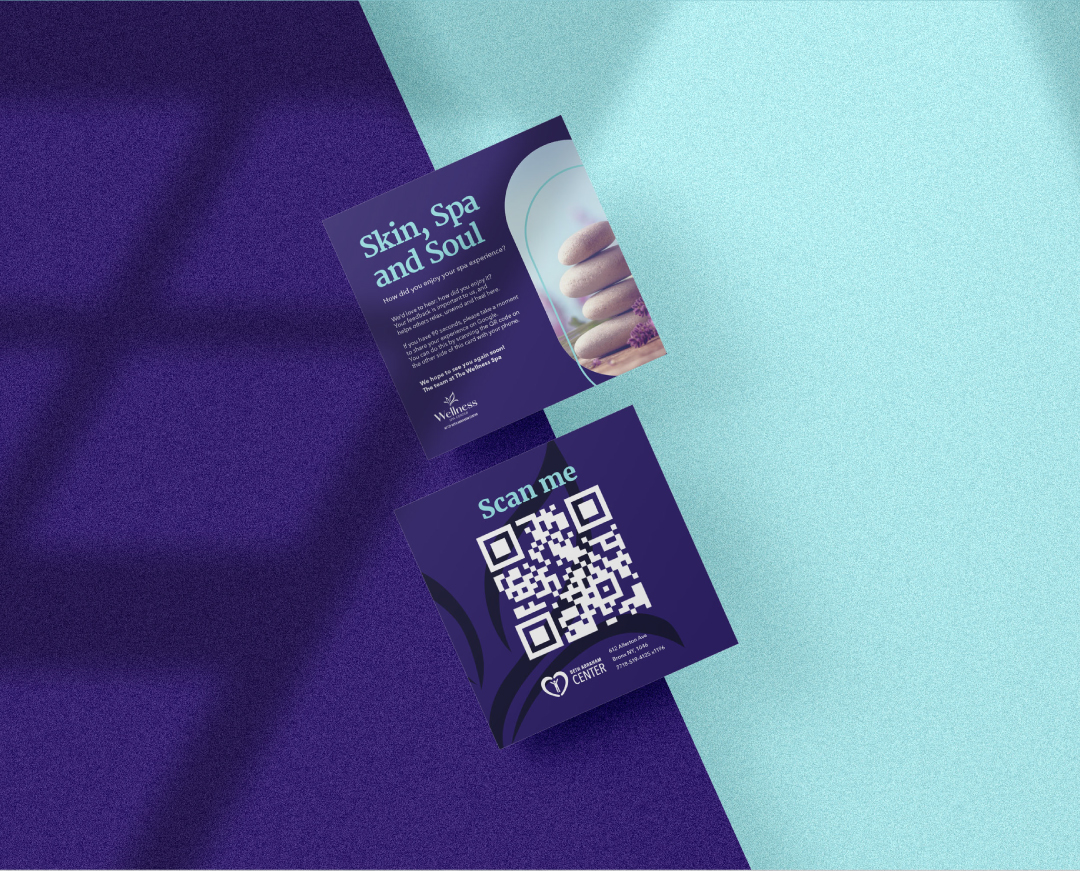 Skin, Spa
and Soul
How did you enjoy your spa experience?
We'd love to hear: how did you enjoy it?
Your feedback is important to us, and
helps others relax, unwind and heal here.
If you have 90 seconds, please take a moment
to share your experience on Google.
You can do this by scanning the QR code on
the other side of this card with your phone.
We hope to see you again soon!
The team at The Wellness Spa
Wellness
Scan me
BETH ABRAHAM
CENTER
612 Allerton Ave
Bronx NY, 1046